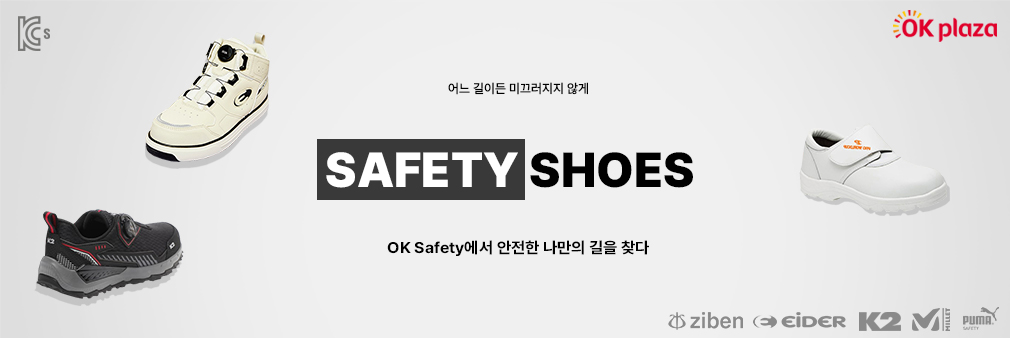 KC s
OK plaza
어느 길이든 미끄러지지 않게
SAFETY SHOES
OK Safety에서 안전한 나만의 길을 찾다
K2
ziben
EIDER
K2
MILLET
PUMA
SAFETY